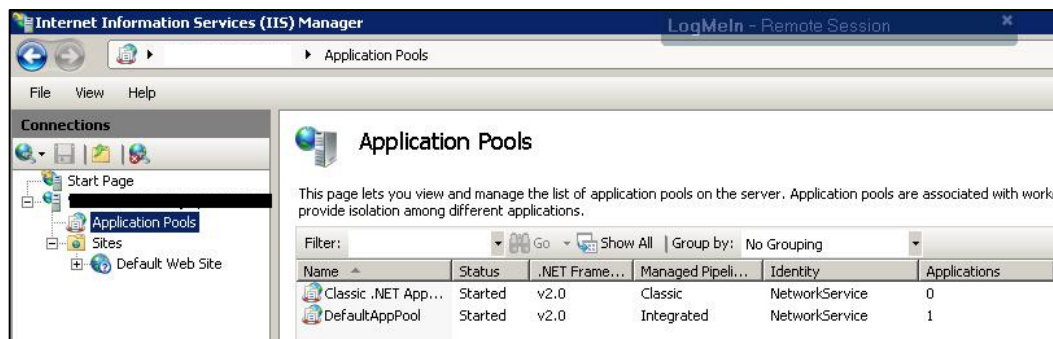 Internet Information Services (IIS) Manager
LogMeIn - Remote Session
Application Pools
File View Help
Connections
Start Page
Application Pools
Sites
Default Web Site
Application Pools
This page lets you view and manage the list of application pools on the server. Application pools are associated with work
provide isolation among different applications.
Filter: Go Show All Group by: No Grouping
Name Status .NET Frame... Managed Pipeli... Identity Applications
Classic .NET App... Started v2.0 Classic NetworkService 0
DefaultAppPool Started v2.0 Integrated NetworkService 1